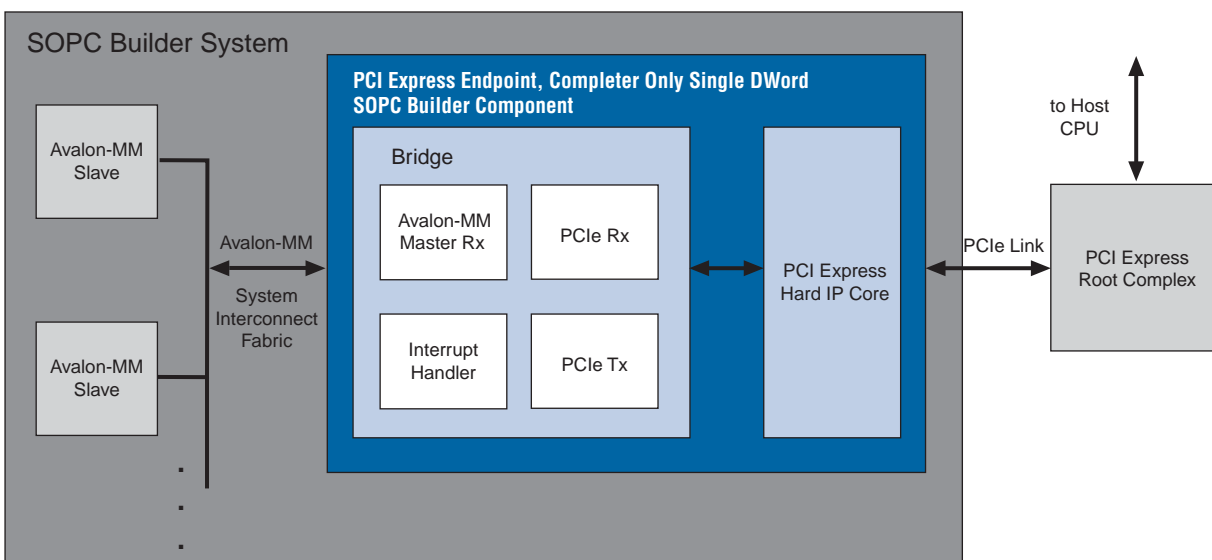 SOPC Builder System
PCI Express Endpoint, Completer Only Single DWord
SOPC Builder Component
to Host
CPU
Avalon-MM
Slave
Bridge
Avalon-MM
Master Rx
PCIe Rx
Avalon-MM
System
Interconnect
Fabric
PCI Express
Hard IP Core
PCIe Link
PCI Express
Root Complex
Avalon-MM
Slave
Interrupt
Handler
PCIe Tx